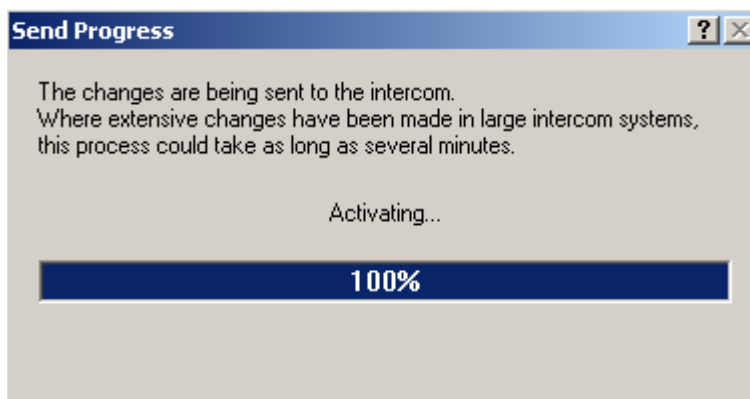 Send Progress
The changes are being sent to the intercom.
Where extensive changes have been made in large intercom systems,
this process could take as long as several minutes.
Activating...
100%